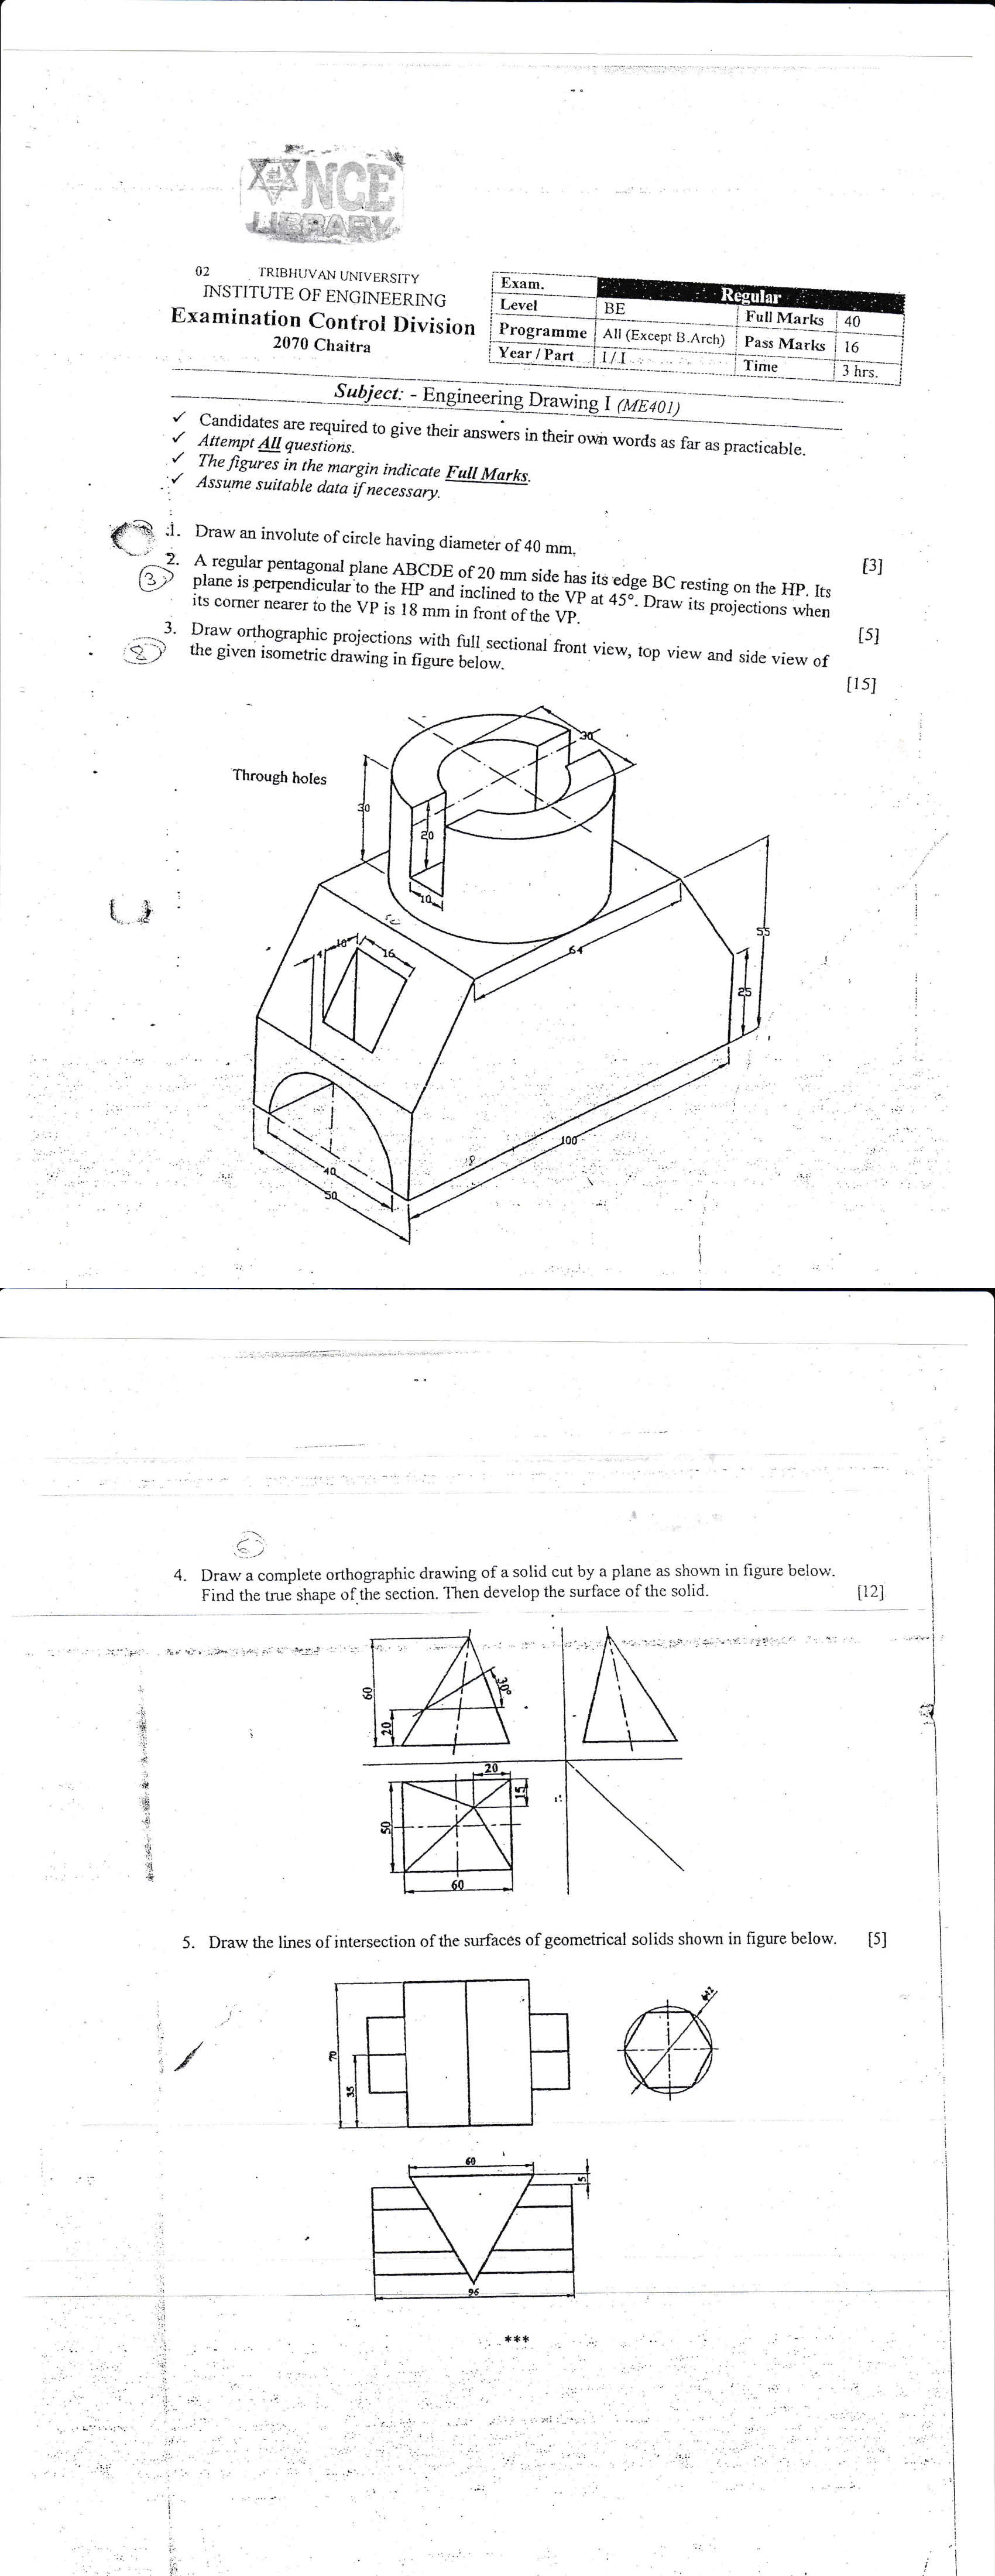 NCE
LIBRARY
02 TRIBHUVAN UNIVERSITY
INSTITUTE OF ENGINEERING
Examination Control Division
2070 Chaitra
Exam. Regular
Level BE Full Marks 40
Programme All (Except B.Arch) Pass Marks 16
Year / Part I / I Time 3 hrs.
Subject: - Engineering Drawing I (ME401)
✓ Candidates are required to give their answers in their own words as far as practicable.
✓ Attempt All questions.
✓ The figures in the margin indicate Full Marks.
✓ Assume suitable data if necessary.
1. Draw an involute of circle having diameter of 40 mm. [3]
2. A regular pentagonal plane ABCDE of 20 mm side has its edge BC resting on the HP. Its
3
plane is perpendicular to the HP and inclined to the VP at 45°. Draw its projections when
its corner nearer to the VP is 18 mm in front of the VP. [5]
3. Draw orthographic projections with full sectional front view, top view and side view of
8
the given isometric drawing in figure below. [15]
30
Through holes
30
20
10
55
64
10
16
4
25
100
40
50
4. Draw a complete orthographic drawing of a solid cut by a plane as shown in figure below.
Find the true shape of the section. Then develop the surface of the solid. [12]
60
30°
20
20
15
50
60
5. Draw the lines of intersection of the surfaces of geometrical solids shown in figure below. [5]
ϕ42
70
35
60
5
96
***